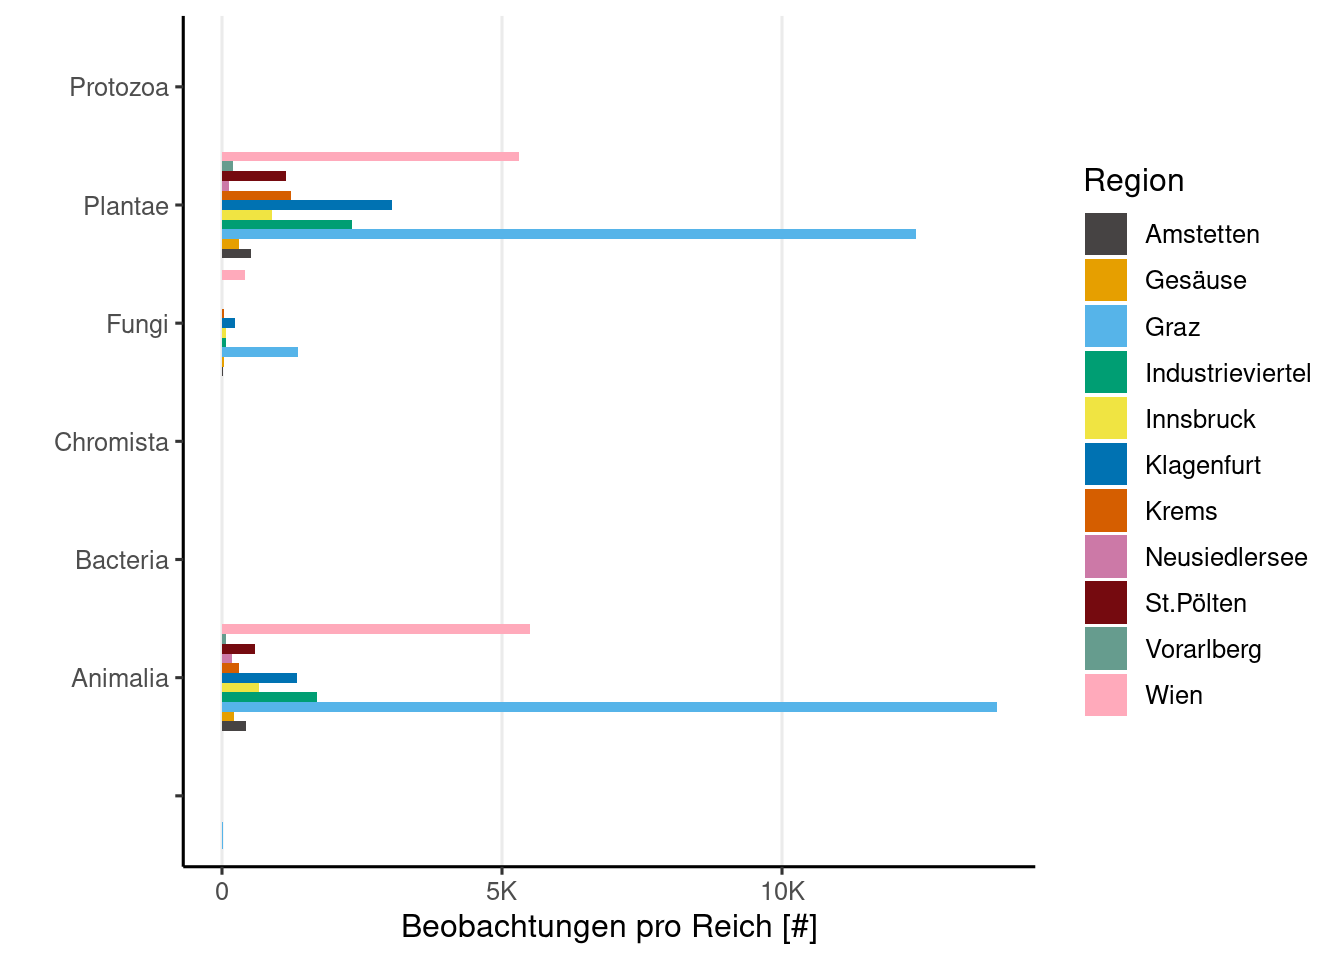 Protozoa
Plantae
Fungi
Chromista
Bacteria
Animalia
0
5K
10K
Beobachtungen pro Reich [#]
Region
Amstetten
Gesäuse
Graz
Industrieviertel
Innsbruck
Klagenfurt
Krems
Neusiedlersee
St.Pölten
Vorarlberg
Wien